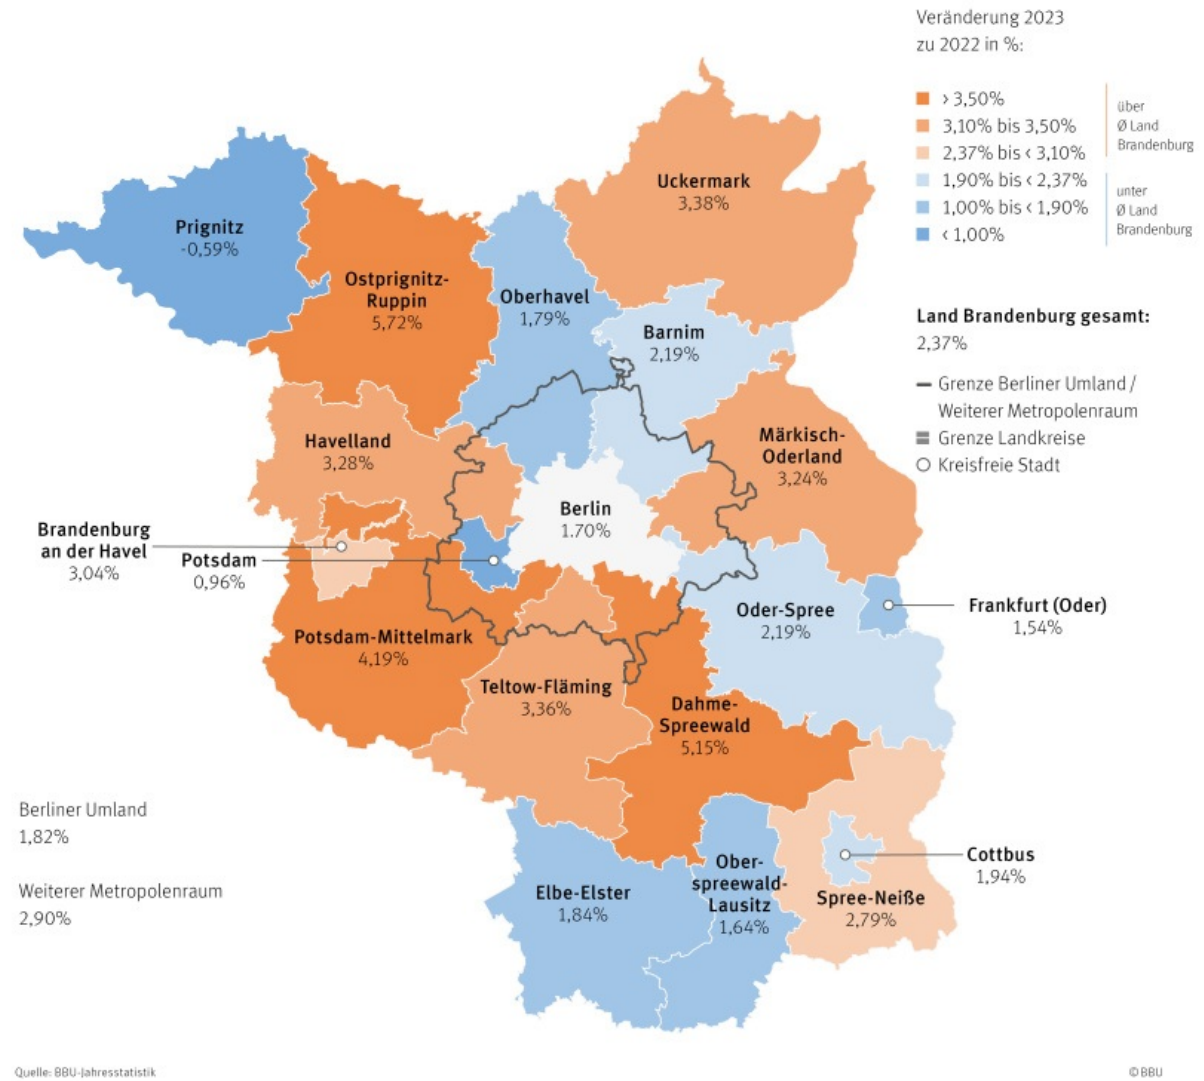 Veränderung 2023
zu 2022 in %:
> 3,50%
3,10% bis 3,50%
2,37% bis < 3,10%
über
Ø Land
Brandenburg
1,90% bis < 2,37%
1,00% bis < 1,90%
< 1,00%
unter
Ø Land
Brandenburg
Land Brandenburg gesamt:
2,37%
Grenze Berliner Umland /
Weiterer Metropolenraum
Grenze Landkreise
Kreisfreie Stadt
Prignitz
-0,59%
Ostprignitz-
Ruppin
5,72%
Oberhavel
1,79%
Uckermark
3,38%
Barnim
2,19%
Havelland
3,28%
Märkisch-
Oderland
3,24%
Berlin
1.70%
Brandenburg
an der Havel
3,04%
Potsdam
0,96%
Potsdam-Mittelmark
4,19%
Oder-Spree
2,19%
Frankfurt (Oder)
1,54%
Teltow-Fläming
3,36%
Dahme-
Spreewald
5,15%
Berliner Umland
1,82%
Weiterer Metropolenraum
2,90%
Elbe-Elster
1,84%
Ober-
spreewald-
Lausitz
1,64%
Cottbus
1,94%
Spree-Neiße
2,79%
Quelle: BBU-Jahresstatistik
© BBU